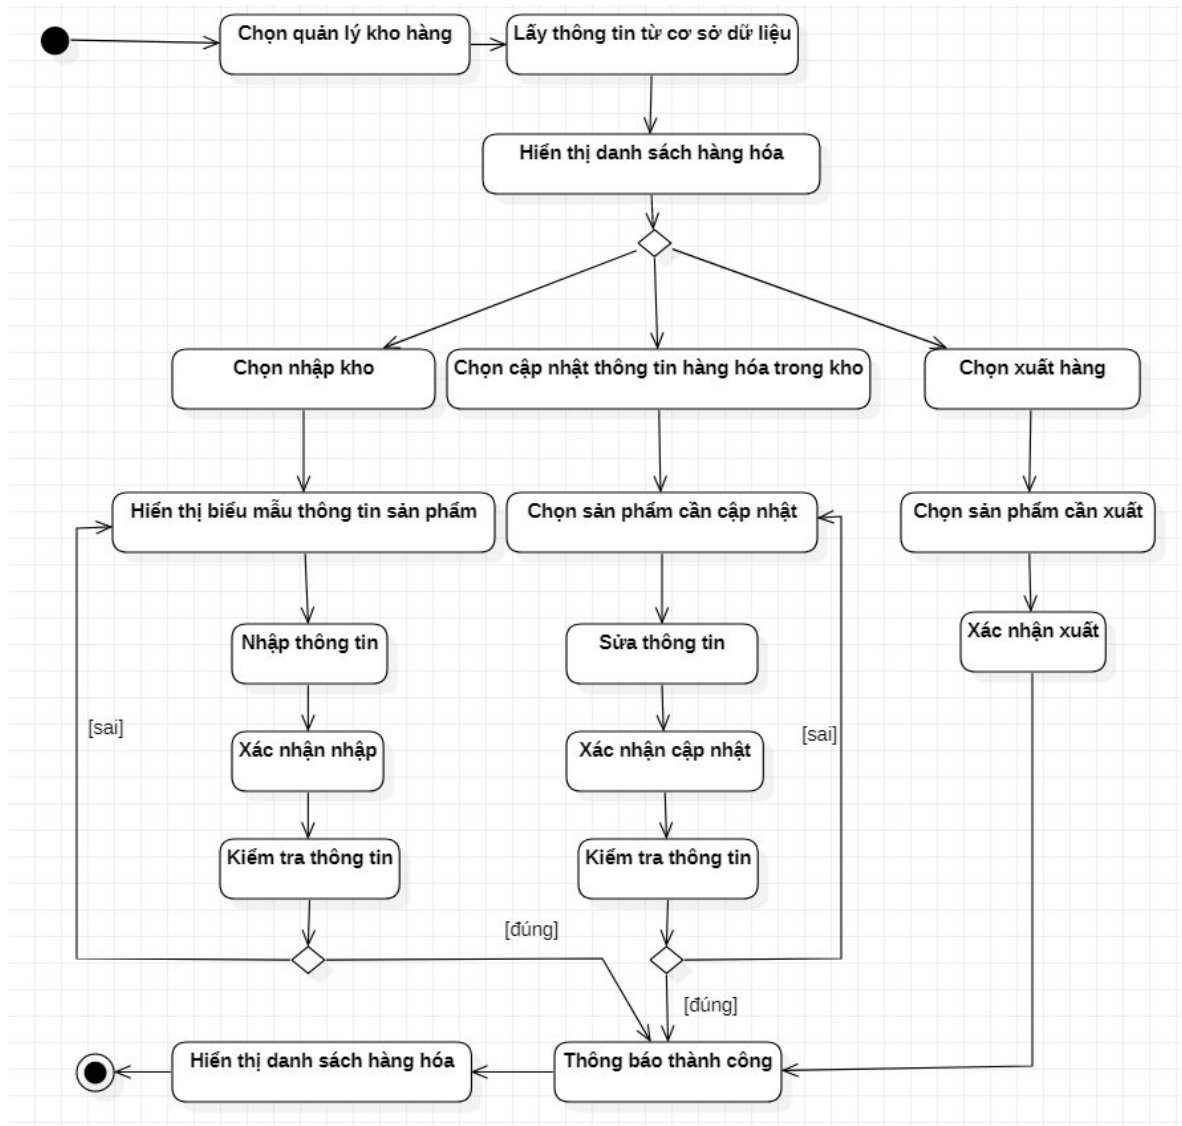 Chọn quản lý kho hàng
Lấy thông tin từ cơ sở dữ liệu
Hiển thị danh sách hàng hóa
Chọn nhập kho
Chọn cập nhật thông tin hàng hóa trong kho
Chọn xuất hàng
Hiển thị biểu mẫu thông tin sản phẩm
Chọn sản phẩm cần cập nhật
Chọn sản phẩm cần xuất
Nhập thông tin
Sửa thông tin
Xác nhận xuất
[sai]
Xác nhận nhập
Xác nhận cập nhật
[sai]
Kiểm tra thông tin
Kiểm tra thông tin
[đúng]
[đúng]
Hiển thị danh sách hàng hóa
Thông báo thành công